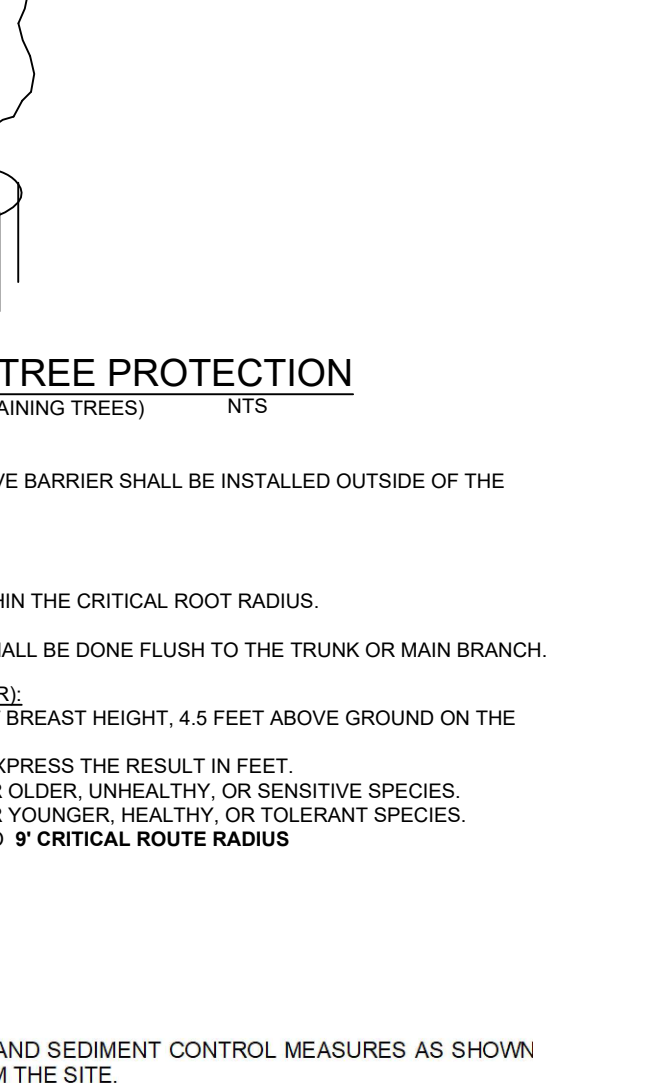 TREE PROTECTION
AINING TREES) NTS
VE BARRIER SHALL BE INSTALLED OUTSIDE OF THE
HIN THE CRITICAL ROOT RADIUS.
HALL BE DONE FLUSH TO THE TRUNK OR MAIN BRANCH.
R):
BREAST HEIGHT, 4.5 FEET ABOVE GROUND ON THE
XPRESS THE RESULT IN FEET.
R OLDER, UNHEALTHY, OR SENSITIVE SPECIES.
R YOUNGER, HEALTHY, OR TOLERANT SPECIES.
9' CRITICAL ROUTE RADIUS
AND SEDIMENT CONTROL MEASURES AS SHOWN
M THE SITE.